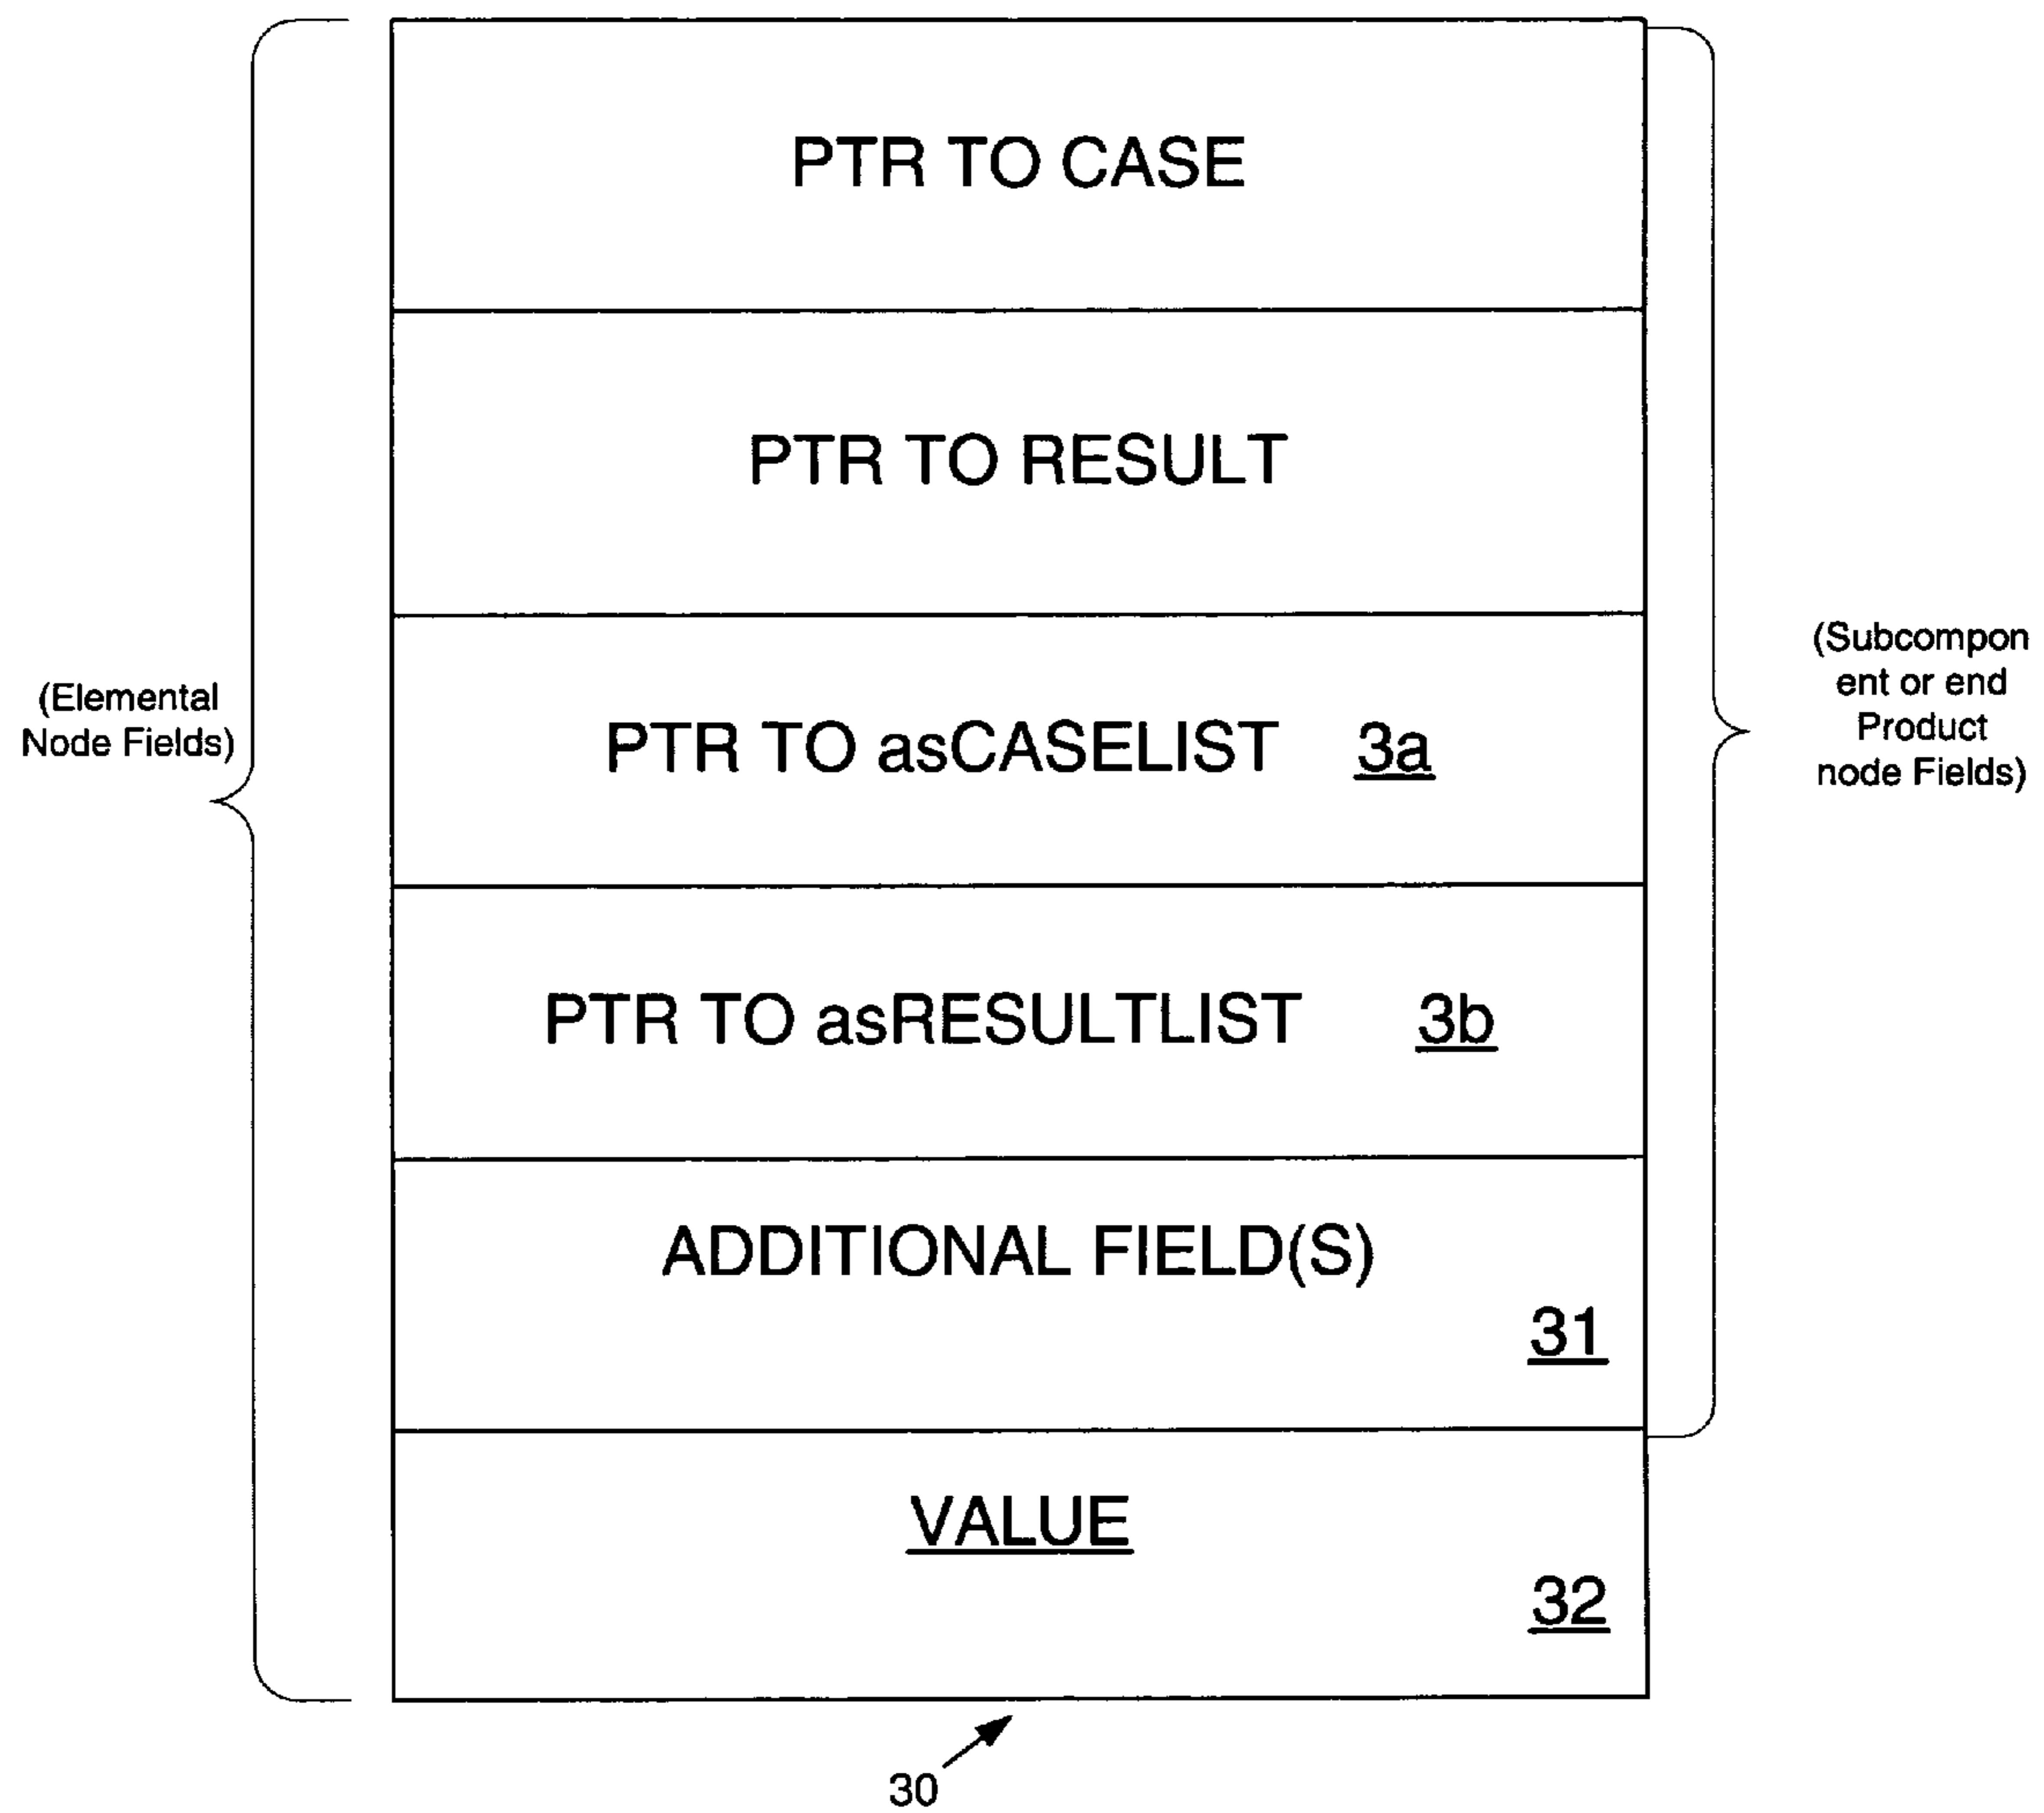 PTR TO CASE
PTR TO RESULT
(Elemental
Node Fields)
PTR TO asCASELIST 3a
(Subcompon
ent or end
Product
node Fields)
PTR TO asRESULTLIST 3b
ADDITIONAL FIELD(S)
31
VALUE
32
30